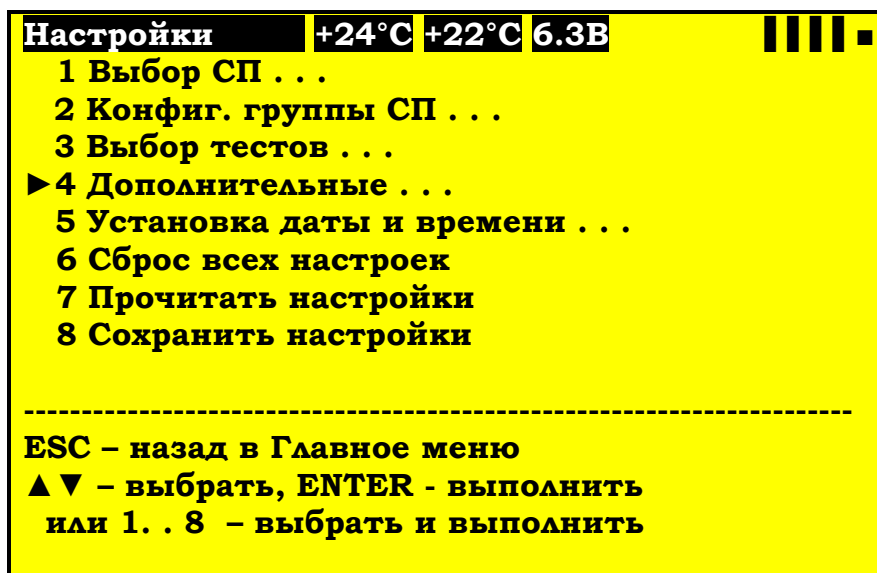 Настройки +24°C +22°C 6.3В
1 Выбор СП . . .
2 Конфиг. группы СП . . .
3 Выбор тестов . . .
►4 Дополнительные . . .
5 Установка даты и времени . . .
6 Сброс всех настроек
7 Прочитать настройки
8 Сохранить настройки
-----------------------------------------------------------------------
ESC – назад в Главное меню
▲▼ – выбрать, ENTER - выполнить
или 1. . 8 – выбрать и выполнить